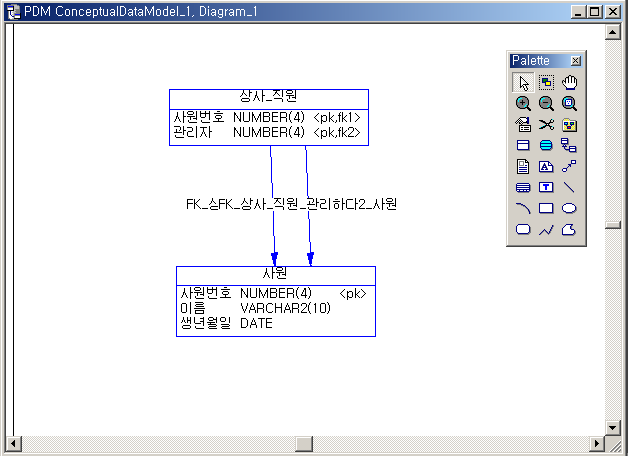 PDM ConceptualDataModel_1, Diagram_1
Palette
상사_직원
사원번호 NUMBER(4) <pk,fk1>
관리자 NUMBER(4) <pk,fk2>
FK_상FK_상사_직원_관리하다2_사원
사원
사원번호 NUMBER(4) <pk>
이름 VARCHAR2(10)
생년월일 DATE